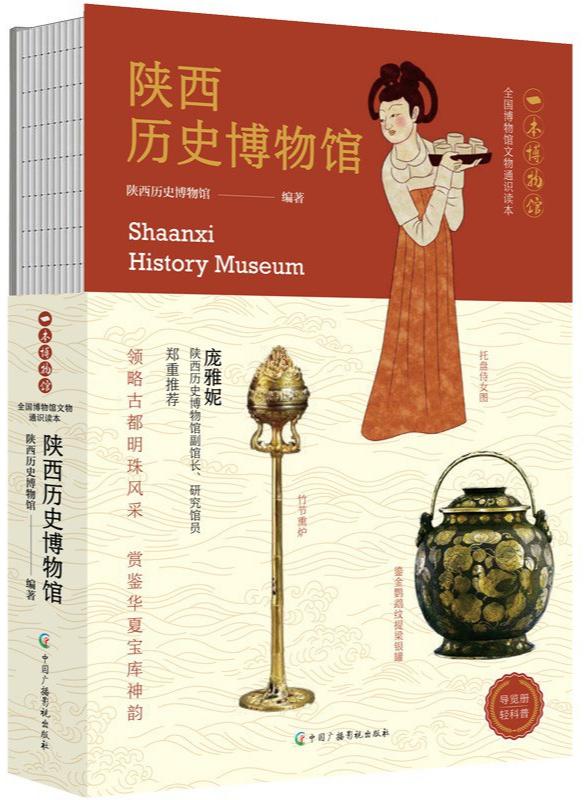 陕西
历史博物馆
陕西历史博物馆 编著
Shaanxi
History Museum
一本博物馆
全国博物馆文物通识读本
托盘侍女图
庞雅妮
陕西历史博物馆副馆长、研究馆员
郑重推荐
领略古都明珠风采 赏鉴华夏宝库神韵
竹节熏炉
鎏金鹦鹉纹提梁银罐
导览册
轻科普
中国广播影视出版社
一本博物馆
全国博物馆文物
通识读本
陕西历史博物馆
陕西历史博物馆 编著
中国广播影视出版社